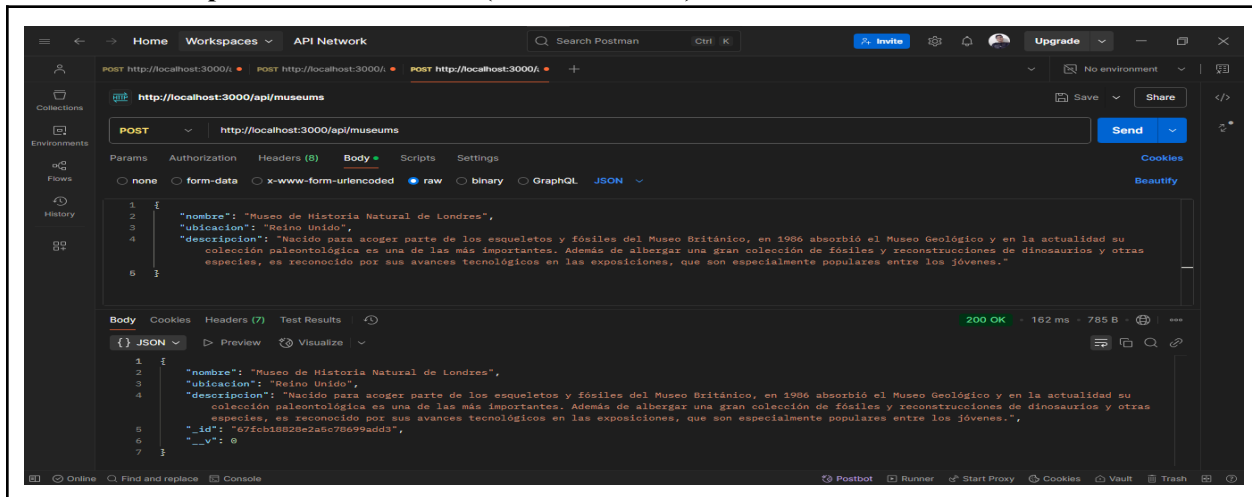 Home Workspaces API Network Search Postman Ctrl K Invite Upgrade
POST http://localhost:3000/ POST http://localhost:3000/ POST http://localhost:3000/ No environment
Collections
Environments
Flows
History
HTTP http://localhost:3000/api/museums Save Share
POST http://localhost:3000/api/museums Send
Params Authorization Headers (8) Body Scripts Settings Cookies
none form-data x-www-form-urlencoded raw binary GraphQL JSON Beautify
1 {
2 "nombre": "Museo de Historia Natural de Londres",
3 "ubicacion": "Reino Unido",
4 "descripcion": "Nacido para acoger parte de los esqueletos y fósiles del Museo Británico, en 1986 absorbió el Museo Geológico y en la actualidad su
colección paleontológica es una de las más importantes. Además de albergar una gran colección de fósiles y reconstrucciones de dinosaurios y otras
especies, es reconocido por sus avances tecnológicos en las exposiciones, que son especialmente populares entre los jóvenes."
5 }
Body Cookies Headers (7) Test Results 200 OK 162 ms 785 B
{} JSON Preview Visualize
1 {
2 "nombre": "Museo de Historia Natural de Londres",
3 "ubicacion": "Reino Unido",
4 "descripcion": "Nacido para acoger parte de los esqueletos y fósiles del Museo Británico, en 1986 absorbió el Museo Geológico y en la actualidad su
colección paleontológica es una de las más importantes. Además de albergar una gran colección de fósiles y reconstrucciones de dinosaurios y otras
especies, es reconocido por sus avances tecnológicos en las exposiciones, que son especialmente populares entre los jóvenes.",
5 "_id": "67fcb18828e2a5c78699add3",
6 "__v": 0
7 }
Online Find and replace Console Postbot Runner Start Proxy Cookies Vault Trash